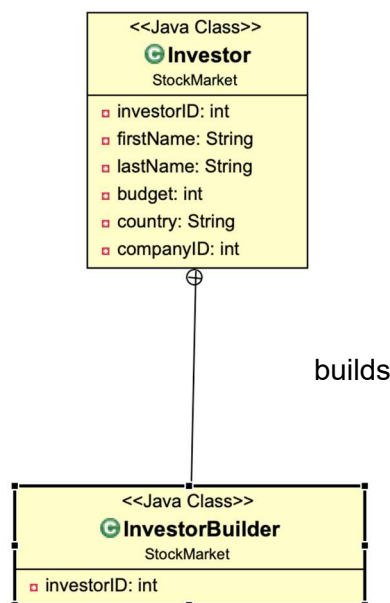 <<Java Class>>
Investor
StockMarket
investorID: int
firstName: String
lastName: String
budget: int
country: String
companyID: int
builds
<<Java Class>>
InvestorBuilder
StockMarket
investorID: int